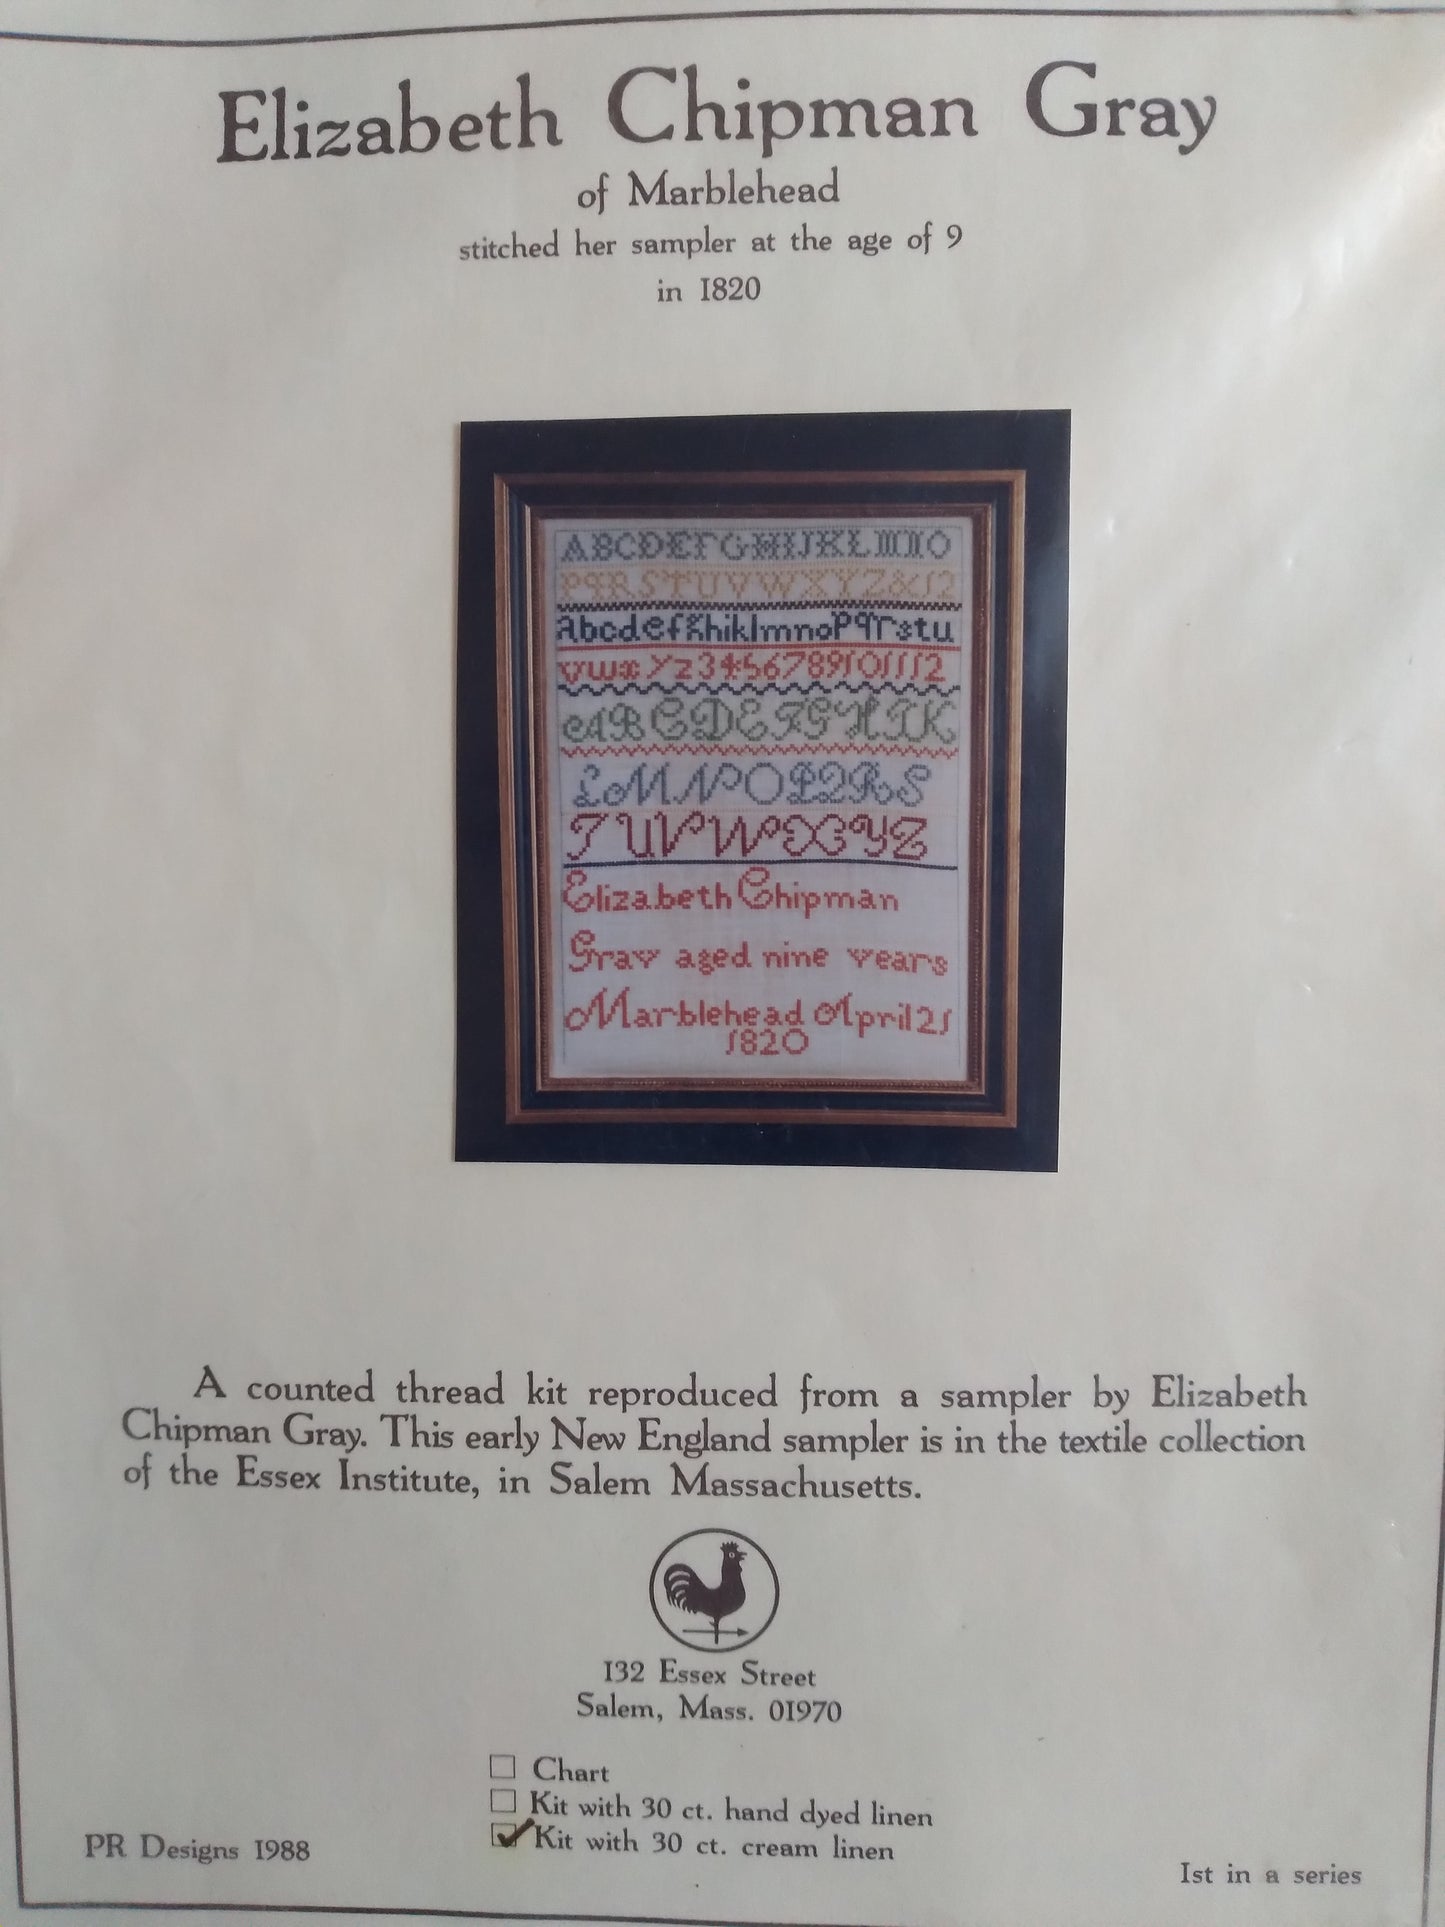 Elizabeth Chipman Gray
of Marblehead
stitched her sampler at the age of 9
in 1820
ABCDEFGHIJKLMNO
PQRSTUVWXYZ&12
abcdefghiklmnopqrstu
vwxyz3456789101112
ABCDEFGHIK
LMNOPQRS
TUVWXYZ
Elizabeth Chipman
Gray aged nine years
Marblehead April 21
1820
A counted thread kit reproduced from a sampler by Elizabeth
Chipman Gray. This early New England sampler is in the textile collection
of the Essex Institute, in Salem Massachusetts.
132 Essex Street
Salem, Mass. 01970
Chart
Kit with 30 ct. hand dyed linen
Kit with 30 ct. cream linen
PR Designs 1988
1st in a series